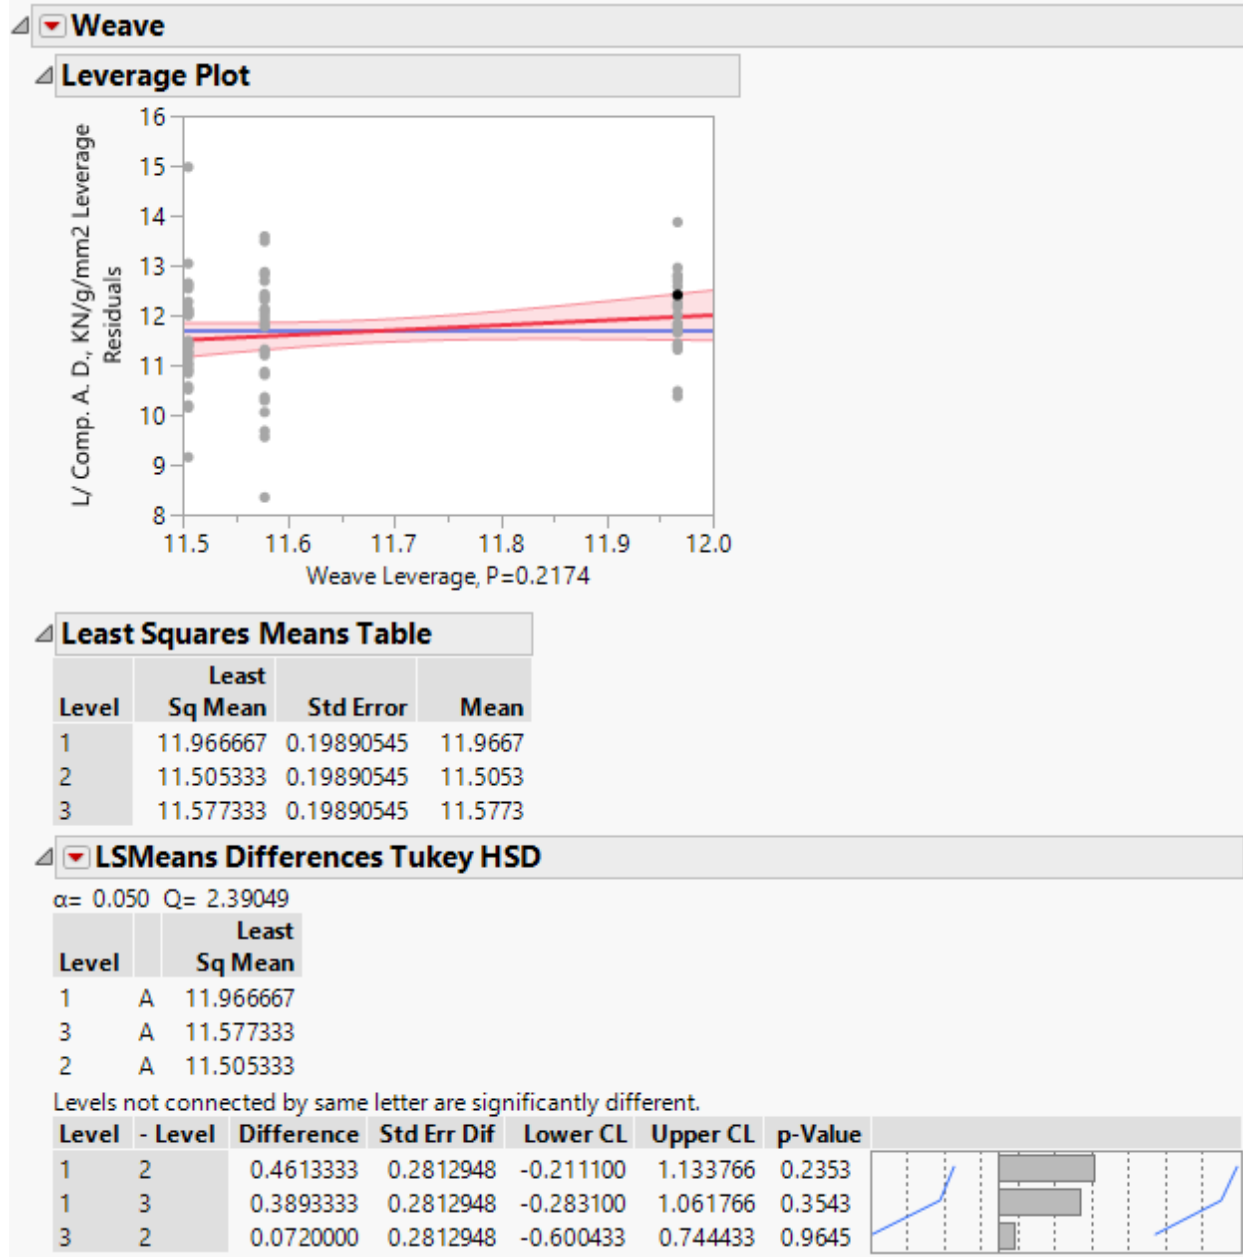 Weave
Leverage Plot
L/ Comp. A. D., KN/g/mm2 Leverage
Residuals
16
15
14
13
12
11
10
9
8
11.5 11.6 11.7 11.8 11.9 12.0
Weave Leverage, P=0.2174
Least Squares Means Table
Least
Level Sq Mean Std Error Mean
1 11.966667 0.19890545 11.9667
2 11.505333 0.19890545 11.5053
3 11.577333 0.19890545 11.5773
LSMeans Differences Tukey HSD
α= 0.050 Q= 2.39049
Least
Level Sq Mean
1 A 11.966667
3 A 11.577333
2 A 11.505333
Levels not connected by same letter are significantly different.
Level - Level Difference Std Err Dif Lower CL Upper CL p-Value
1 2 0.4613333 0.2812948 -0.211100 1.133766 0.2353
1 3 0.3893333 0.2812948 -0.283100 1.061766 0.3543
3 2 0.0720000 0.2812948 -0.600433 0.744433 0.9645